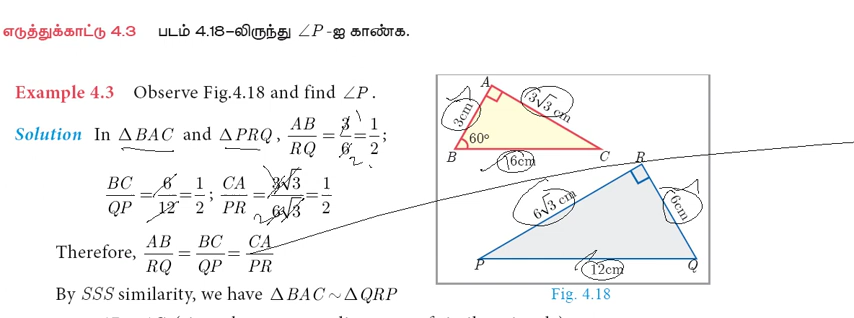 எடுத்துக்காட்டு 4.3 படம் 4.18–லிருந்து ∠P -ஐ காண்க.
Example 4.3 Observe Fig.4.18 and find ∠P .
Solution In ΔBAC and ΔPRQ , AB/RQ = 3/6 = 1/2 ;
BC/QP = 6/12 = 1/2 ; CA/PR = 3√3/6√3 = 1/2
Therefore, AB/RQ = BC/QP = CA/PR
By SSS similarity, we have ΔBAC ~ ΔQRP
A
3cm
3√3 cm
60°
B
6cm
C
R
6√3 cm
6cm
P
12cm
Q
Fig. 4.18